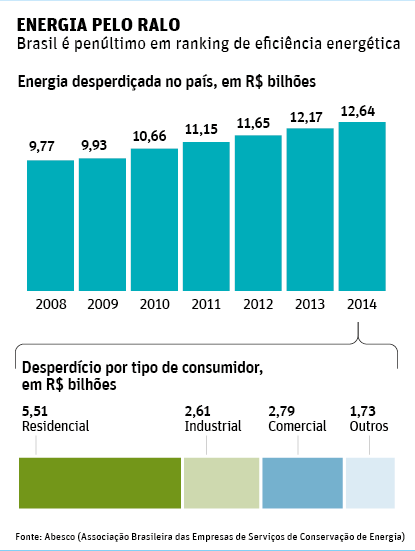 ENERGIA PELO RALO
Brasil é penúltimo em ranking de eficiência energética
Energia desperdiçada no país, em R$ bilhões
9,77 9,93 10,66 11,15 11,65 12,17 12,64
2008 2009 2010 2011 2012 2013 2014
Desperdício por tipo de consumidor,
em R$ bilhões
5,51 2,61 2,79 1,73
Residencial Industrial Comercial Outros
Fonte: Abesco (Associação Brasileira das Empresas de Serviços de Conservação de Energia)